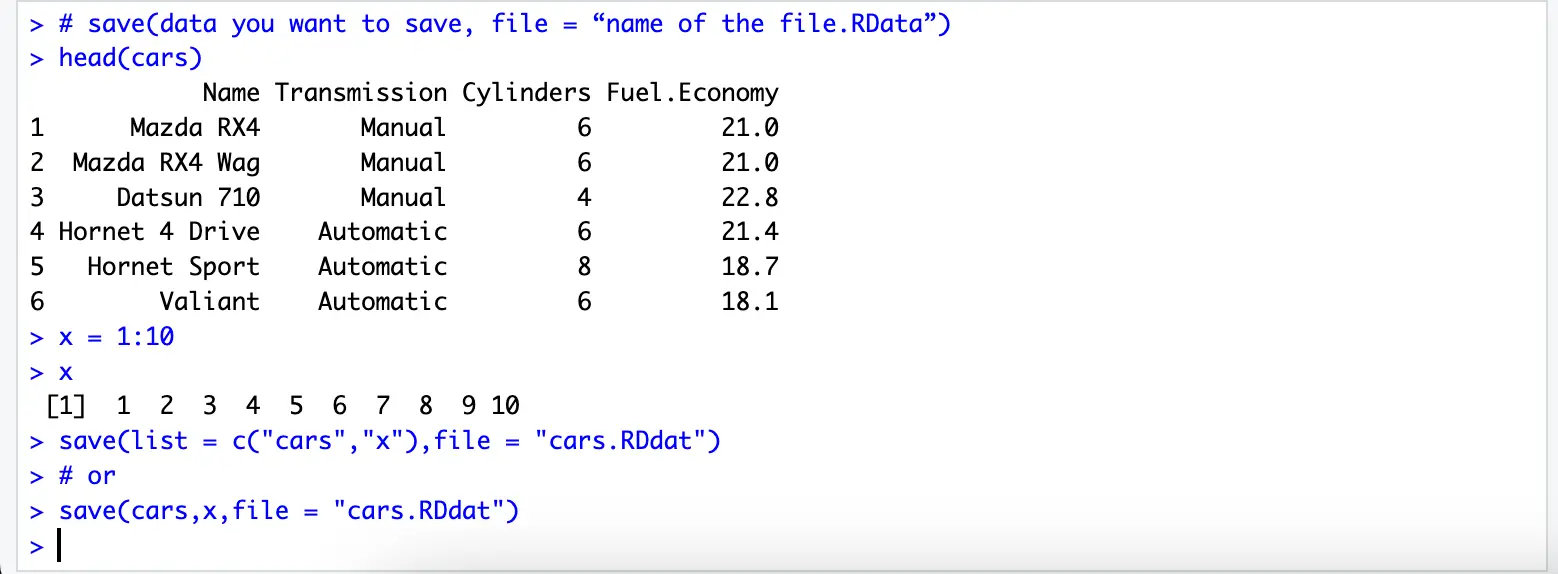 > # save(data you want to save, file = “name of the file.RData”)
> head(cars)
            Name Transmission Cylinders Fuel.Economy
1      Mazda RX4       Manual         6         21.0
2  Mazda RX4 Wag       Manual         6         21.0
3     Datsun 710       Manual         4         22.8
4 Hornet 4 Drive    Automatic         6         21.4
5   Hornet Sport    Automatic         8         18.7
6        Valiant    Automatic         6         18.1
> x = 1:10
> x
 [1]  1  2  3  4  5  6  7  8  9 10
> save(list = c("cars","x"),file = "cars.RDdat")
> # or
> save(cars,x,file = "cars.RDdat")
>